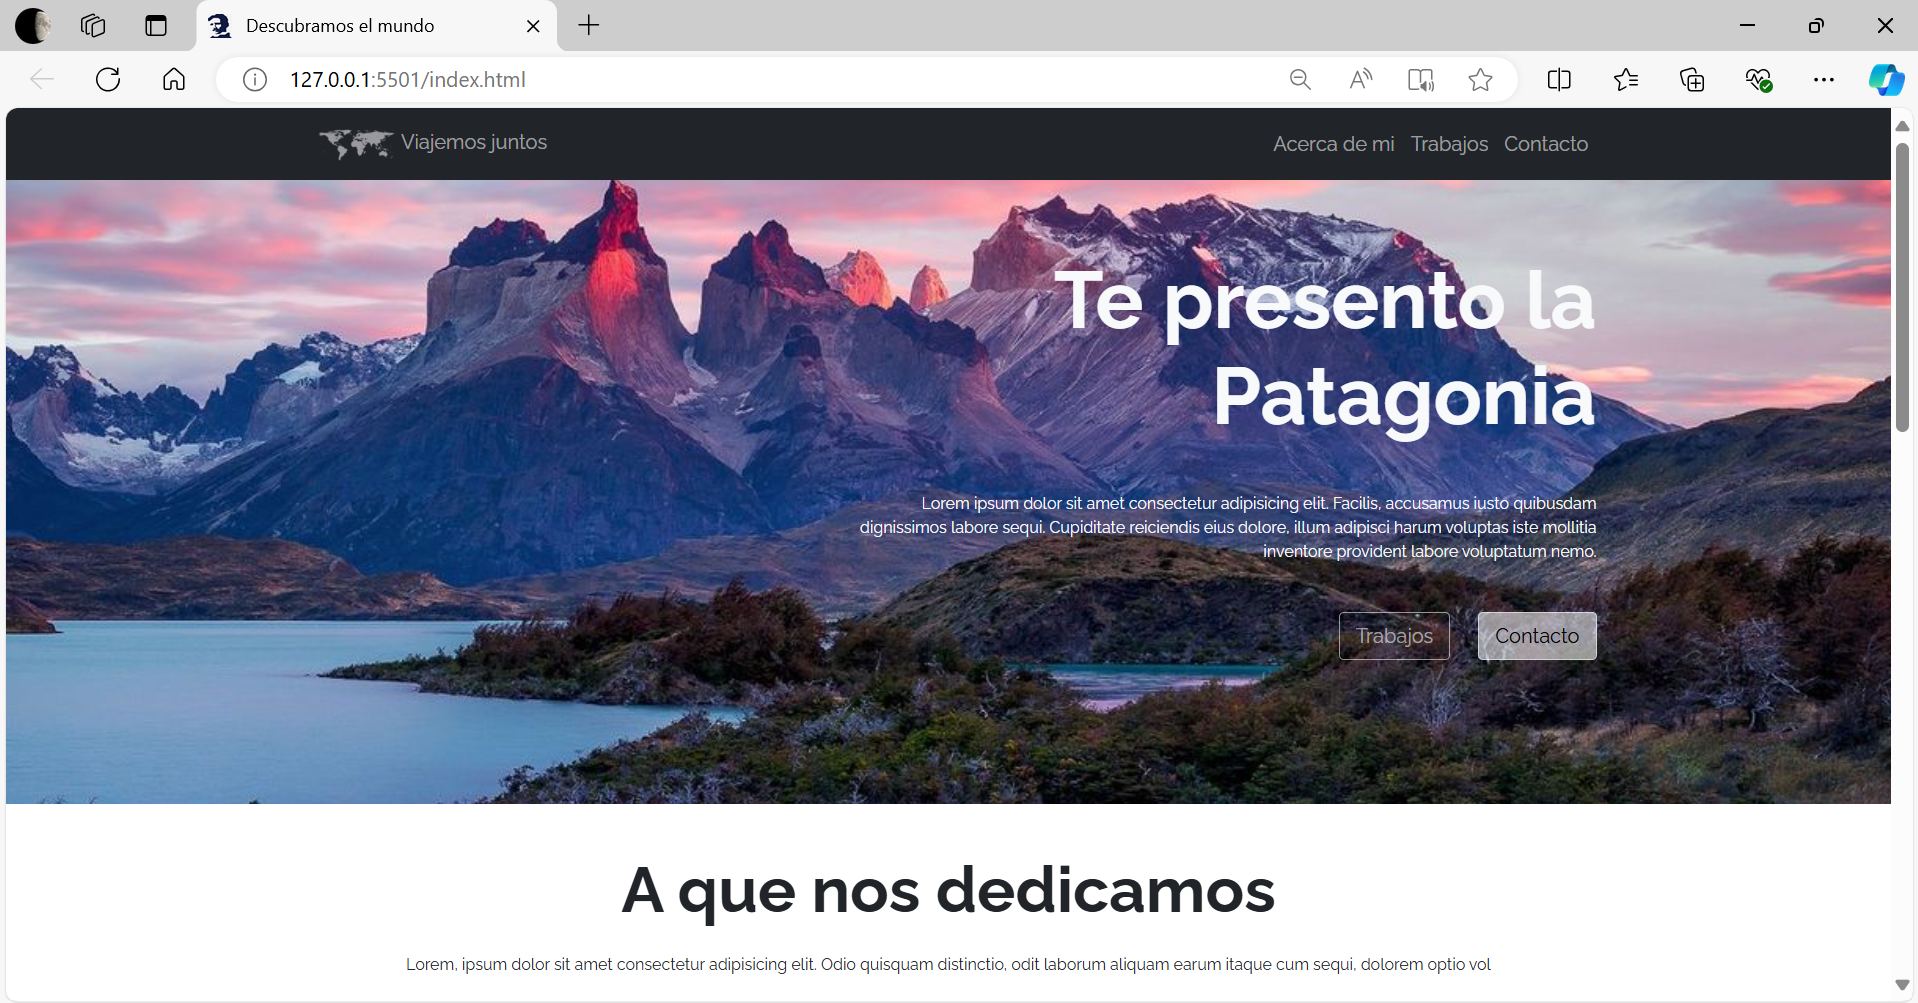 Descubramos el mundo
127.0.0.1:5501/index.html
Viajemos juntos
Acerca de mi Trabajos Contacto
Te presento la
Patagonia
Lorem ipsum dolor sit amet consectetur adipisicing elit. Facilis, accusamus iusto quibusdam
dignissimos labore sequi. Cupiditate reiciendis eius dolore, illum adipisci harum voluptas iste mollitia
inventore provident labore voluptatum nemo.
Trabajos Contacto
A que nos dedicamos
Lorem, ipsum dolor sit amet consectetur adipisicing elit. Odio quisquam distinctio, odit laborum aliquam earum itaque cum sequi, dolorem optio vol